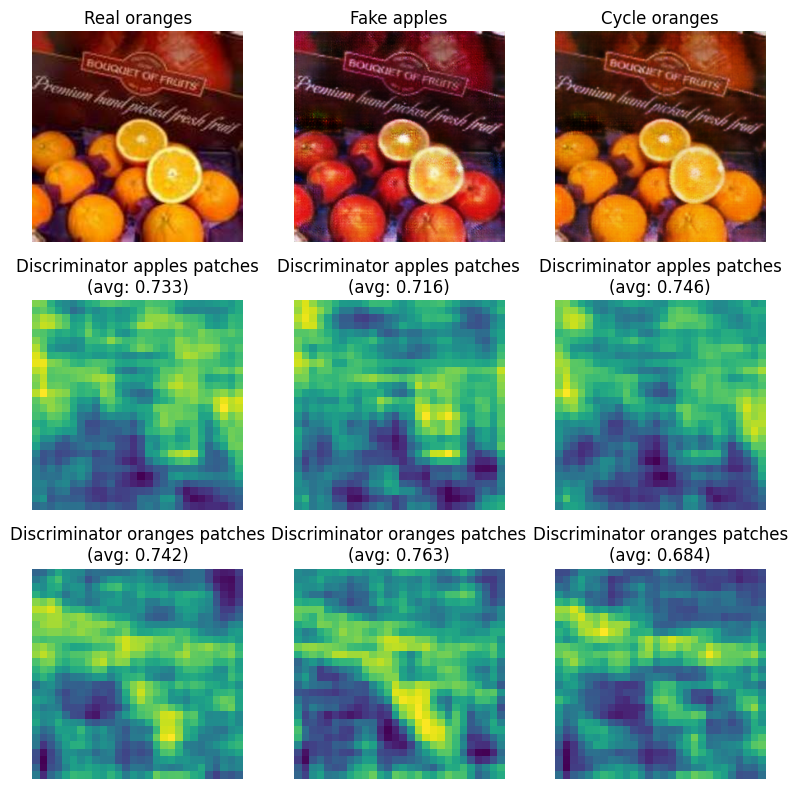 Real oranges
Fake apples
Cycle oranges
BOUQUET OF FRUITS
Premium hand picked fresh fruit
BOUQUET OF FRUITS
Premium hand picked fresh fruit
BOUQUET OF FRUITS
Premium hand picked fresh fruit
Discriminator apples patches
(avg: 0.733)
Discriminator apples patches
(avg: 0.716)
Discriminator apples patches
(avg: 0.746)
Discriminator oranges patches
(avg: 0.742)
Discriminator oranges patches
(avg: 0.763)
Discriminator oranges patches
(avg: 0.684)